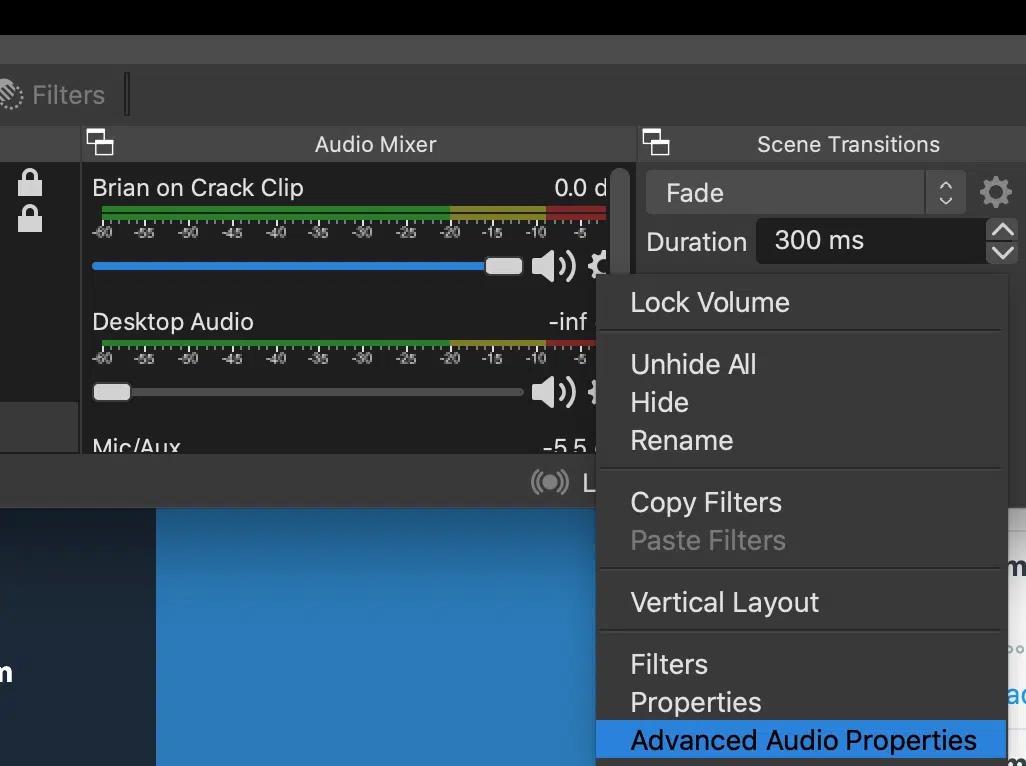 Filters
Audio Mixer
Scene Transitions
Brian on Crack Clip
0.0 d
-60 -55 -50 -45 -40 -35 -30 -25 -20 -15 -10 -5
Fade
Duration
300 ms
Lock Volume
Desktop Audio
-inf
-60 -55 -50 -45 -40 -35 -30 -25 -20 -15 -10 -5
Unhide All
Hide
Rename
Mic/Aux
-5.5
L
Copy Filters
Paste Filters
Vertical Layout
Filters
Properties
Advanced Audio Properties